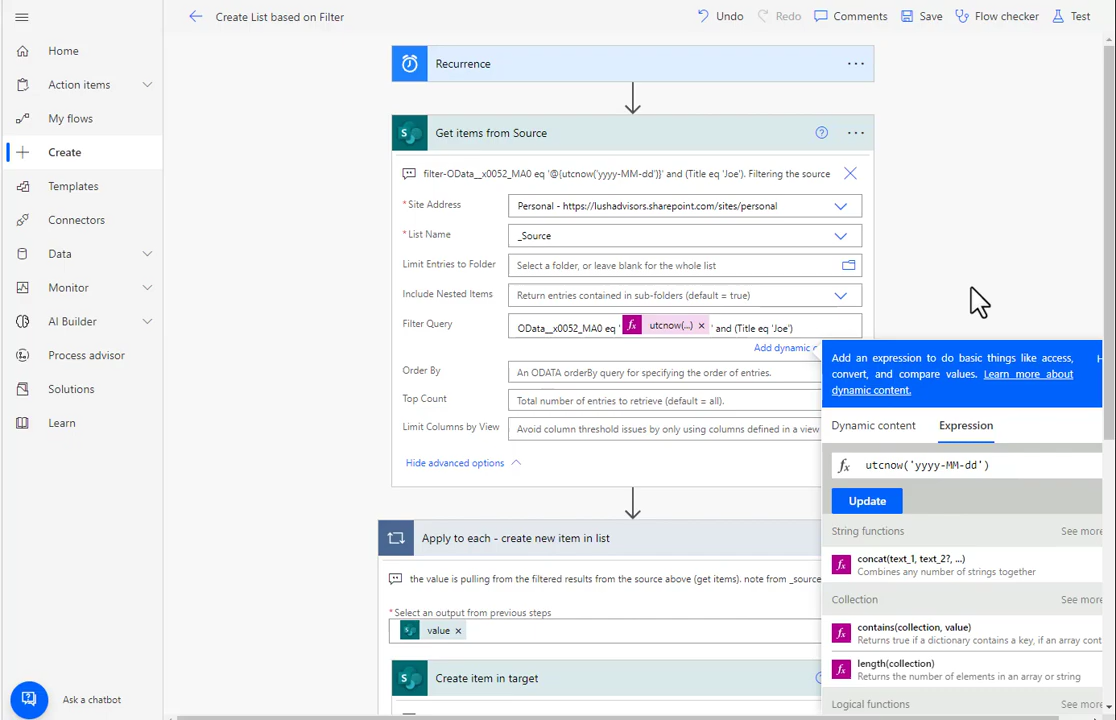 Create List based on Filter
Undo
Redo
Comments
Save
Flow checker
Test
Home
Action items
My flows
Create
Templates
Connectors
Data
Monitor
AI Builder
Process advisor
Solutions
Learn
Ask a chatbot
Recurrence
Get items from Source
filter-OData__x0052_MA0 eq '@{utcnow('yyyy-MM-dd')}' and (Title eq 'Joe'). Filtering the source
* Site Address
Personal - https://lushadvisors.sharepoint.com/sites/personal
* List Name
_Source
Limit Entries to Folder
Select a folder, or leave blank for the whole list
Include Nested Items
Return entries contained in sub-folders (default = true)
Filter Query
OData__x0052_MA0 eq ' fx utcnow(...) × ' and (Title eq 'Joe')
Add dynamic c
Order By
An ODATA orderBy query for specifying the order of entries.
Top Count
Total number of entries to retrieve (default = all).
Limit Columns by View
Avoid column threshold issues by only using columns defined in a view
Hide advanced options
Apply to each - create new item in list
the value is pulling from the filtered results from the source above (get items). note from _source
* Select an output from previous steps
value ×
Create item in target
Add an expression to do basic things like access, H
convert, and compare values. Learn more about
dynamic content.
Dynamic content
Expression
fx utcnow('yyyy-MM-dd')
Update
String functions
See more
fx concat(text_1, text_2?, ...)
Combines any number of strings together
Collection
See more
fx contains(collection, value)
Returns true if a dictionary contains a key, if an array cont
fx length(collection)
Returns the number of elements in an array or string
Logical functions
See more